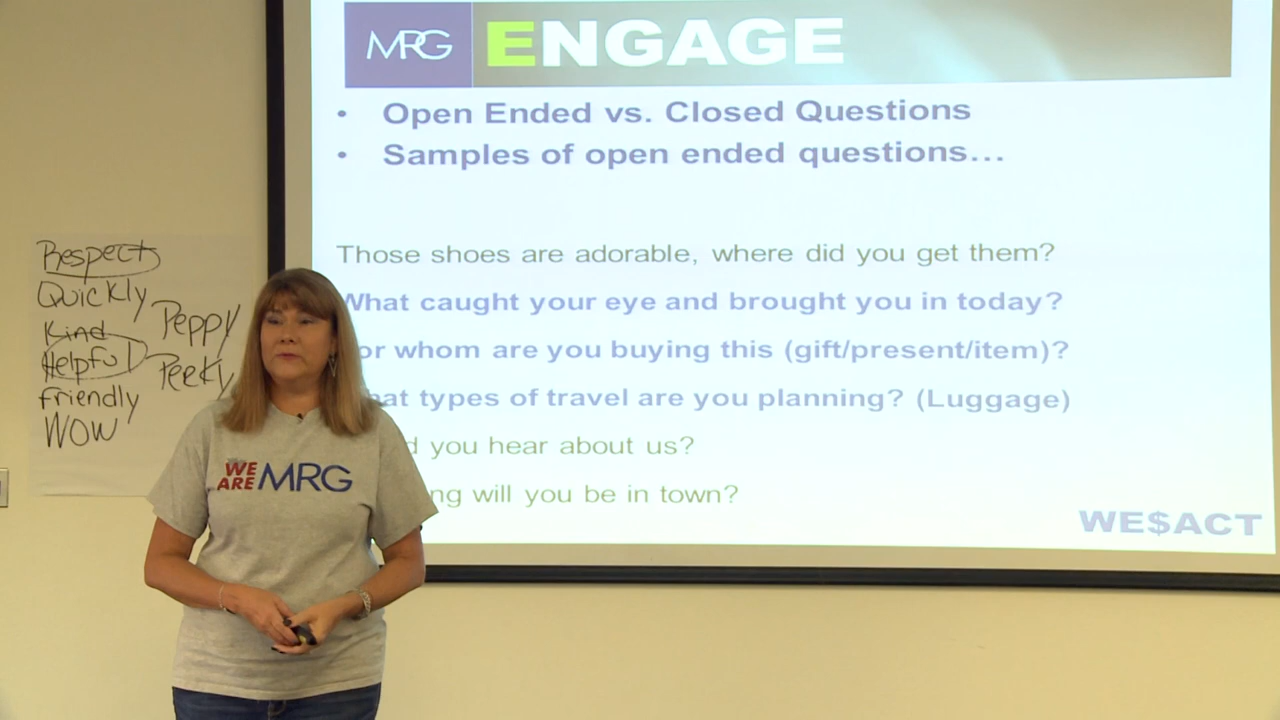 MRG ENGAGE
• Open Ended vs. Closed Questions
• Samples of open ended questions...
Those shoes are adorable, where did you get them?
What caught your eye and brought you in today?
or whom are you buying this (gift/present/item)?
at types of travel are you planning? (Luggage)
you hear about us?
will you be in town?
WE$ACT
Respect
Quickly
Kind
Helpful
friendly
WOW
Peppy
Peeky
WE
ARE MRG